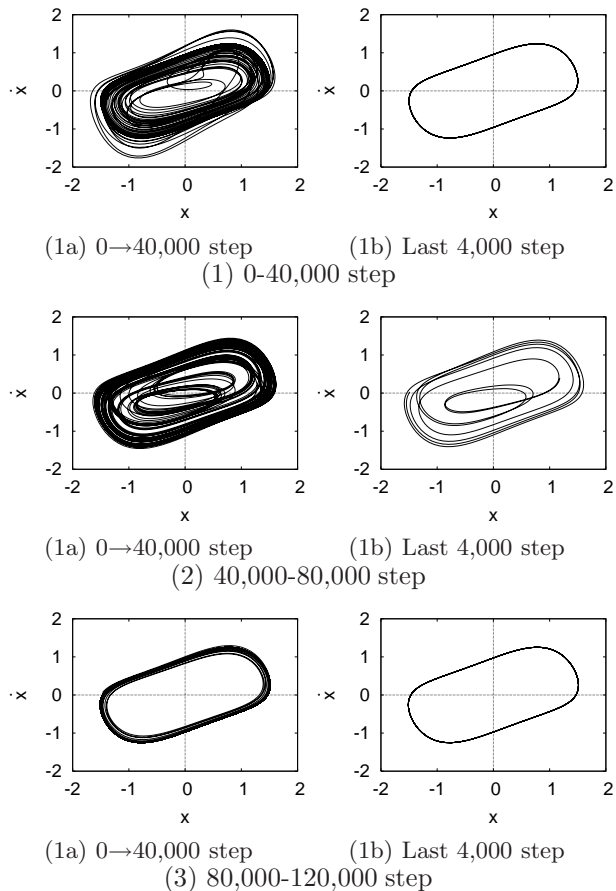 2
1
0
-1
-2
ẋ
-2 -1 0 1 2
x
2
1
0
-1
-2
ẋ
-2 -1 0 1 2
x
(1a) 0→40,000 step
(1b) Last 4,000 step
(1) 0-40,000 step
2
1
0
-1
-2
ẋ
-2 -1 0 1 2
x
2
1
0
-1
-2
ẋ
-2 -1 0 1 2
x
(1a) 0→40,000 step
(1b) Last 4,000 step
(2) 40,000-80,000 step
2
1
0
-1
-2
ẋ
-2 -1 0 1 2
x
2
1
0
-1
-2
ẋ
-2 -1 0 1 2
x
(1a) 0→40,000 step
(1b) Last 4,000 step
(3) 80,000-120,000 step